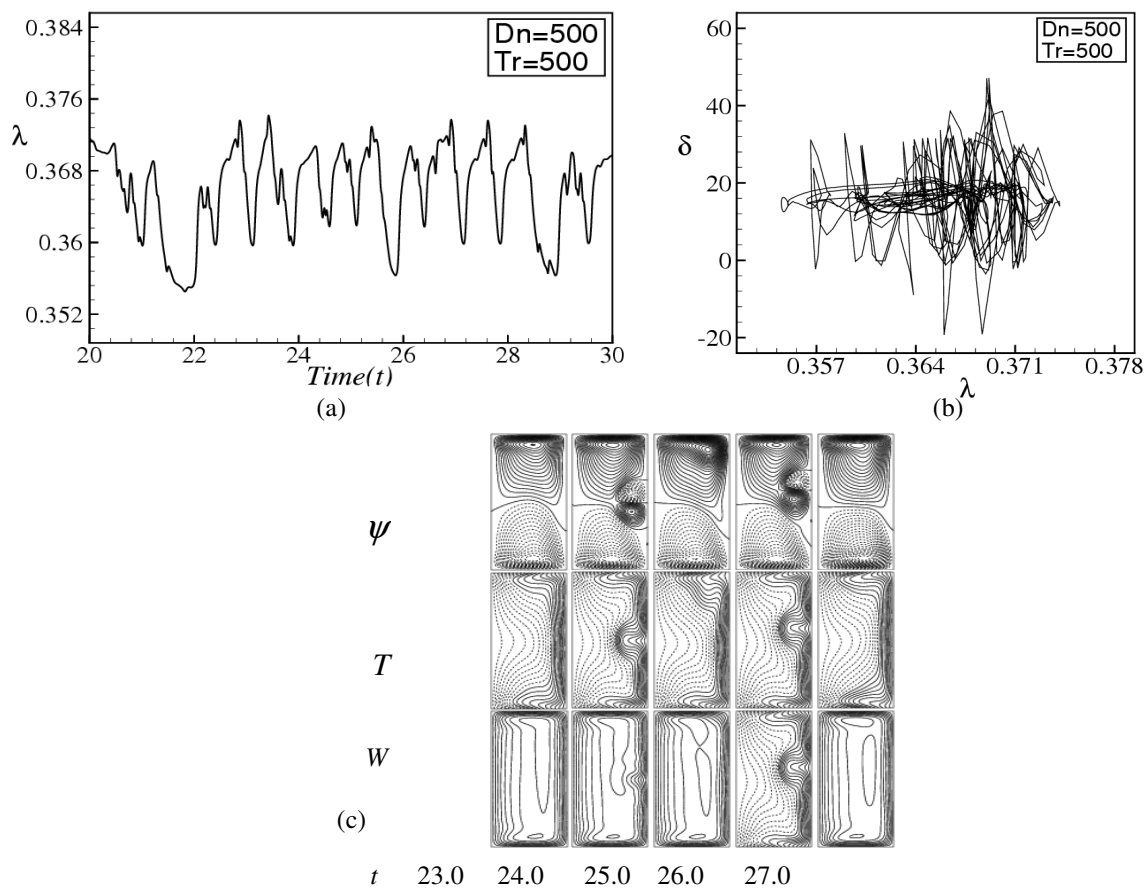 0.384
0.376
λ
0.368
0.36
0.352
Dn=500
Tr=500
20 22 24 26 28 30
Time(t)
(a)
60
40
δ
20
0
-20
Dn=500
Tr=500
0.357 0.364 0.371 0.378
λ
(b)
ψ
T
W
(c)
t 23.0 24.0 25.0 26.0 27.0